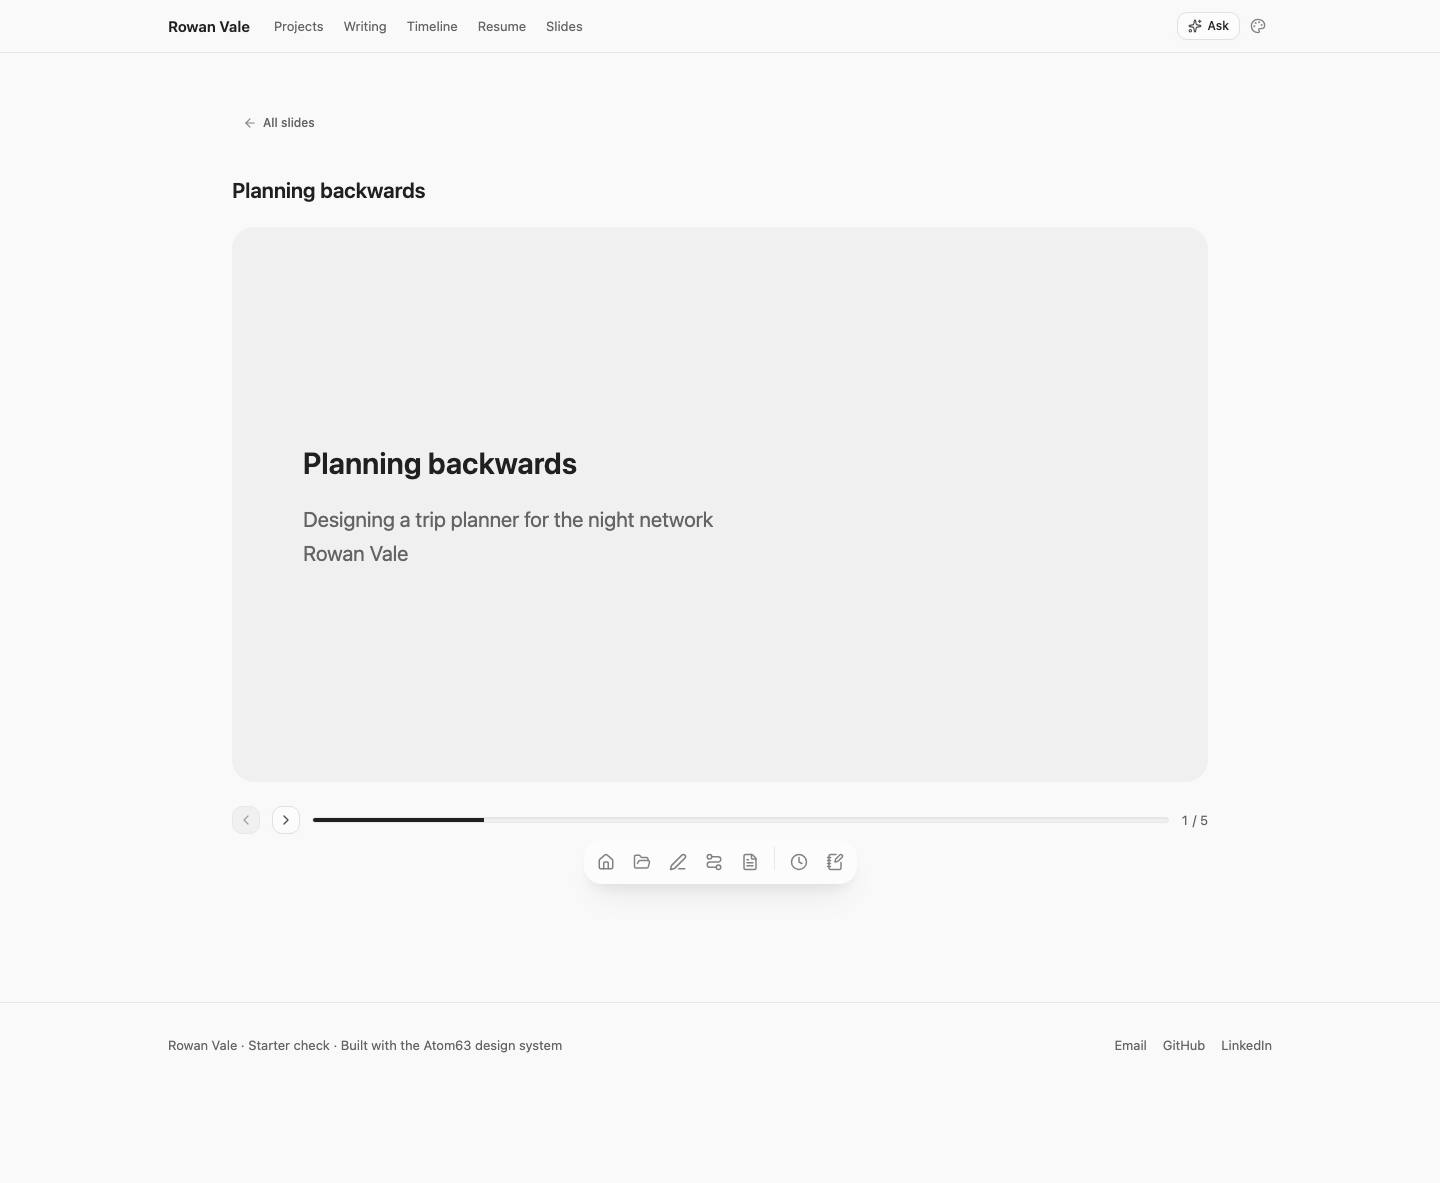 Rowan Vale Projects Writing Timeline Resume Slides Ask
All slides
Planning backwards
Planning backwards
Designing a trip planner for the night network
Rowan Vale
1 / 5
Rowan Vale · Starter check · Built with the Atom63 design system Email GitHub LinkedIn